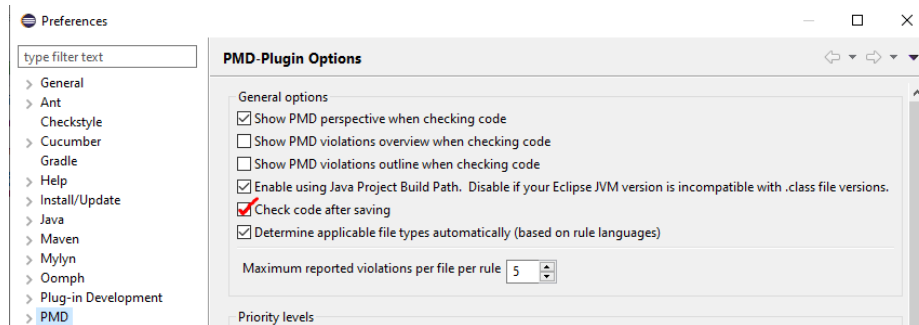 Preferences
type filter text
General
Ant
Checkstyle
Cucumber
Gradle
Help
Install/Update
Java
Maven
Mylyn
Oomph
Plug-in Development
PMD
PMD-Plugin Options
General options
Show PMD perspective when checking code
Show PMD violations overview when checking code
Show PMD violations outline when checking code
Enable using Java Project Build Path.  Disable if your Eclipse JVM version is incompatible with .class file versions.
Check code after saving
Determine applicable file types automatically (based on rule languages)
Maximum reported violations per file per rule 5
Priority levels